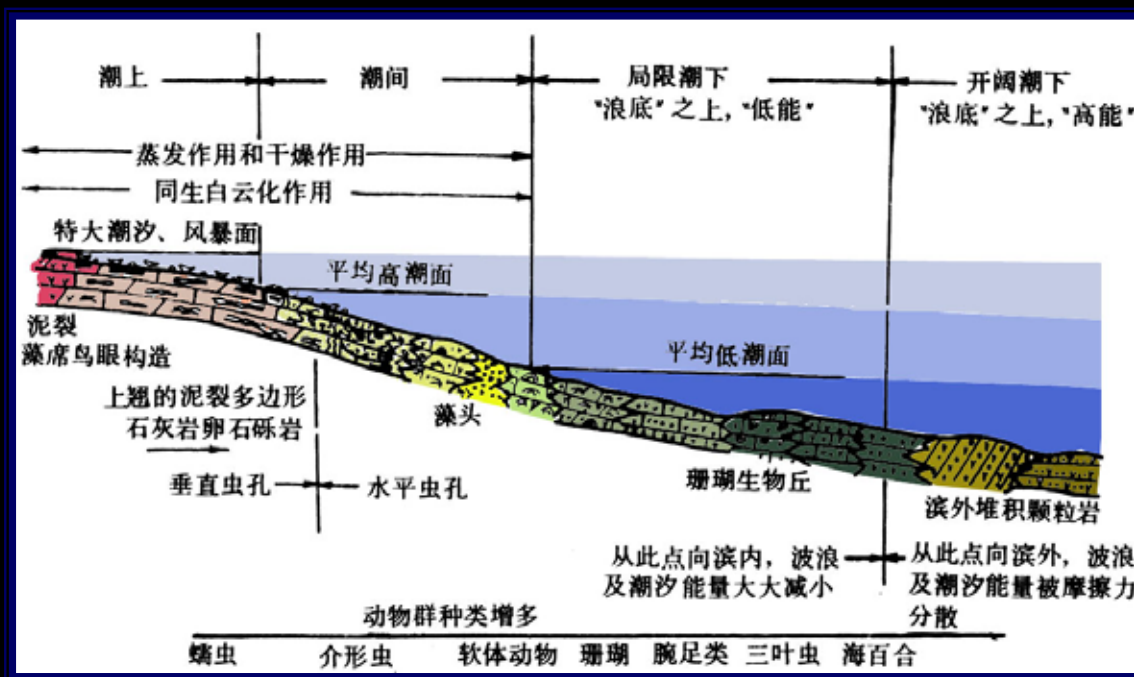 潮上
潮间
局限潮下
"浪底"之上，"低能"
开阔潮下
"浪底"之上，"高能"
蒸发作用和干燥作用
同生白云化作用
特大潮汐、风暴面
平均高潮面
平均低潮面
泥裂
藻席鸟眼构造
上翘的泥裂多边形
石灰岩卵石砾岩
藻头
珊瑚生物丘
滨外堆积颗粒岩
垂直虫孔
水平虫孔
从此点向滨内，波浪
及潮汐能量大大减小
从此点向滨外，波浪
及潮汐能量被摩擦力
分散
动物群种类增多
蠕虫 介形虫 软体动物 珊瑚 腕足类 三叶虫 海百合